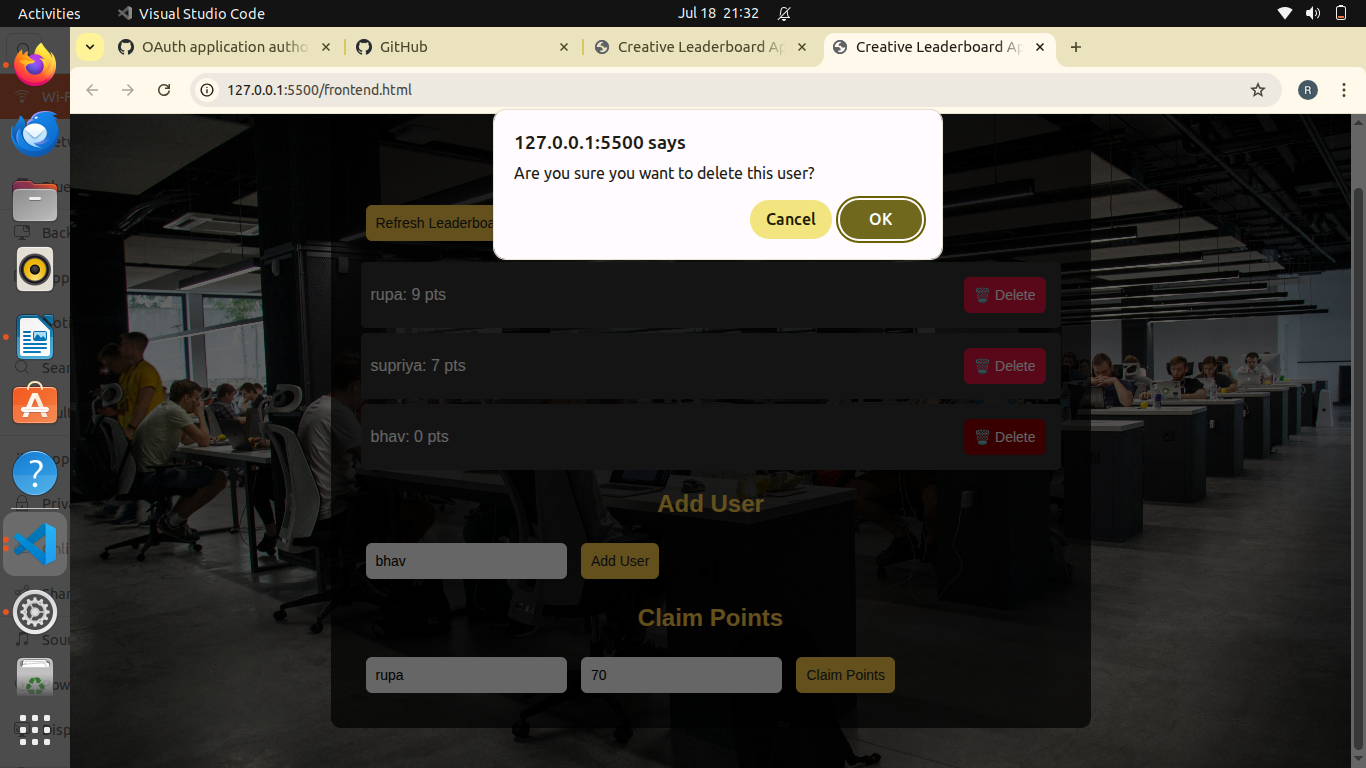 Activities
Visual Studio Code
Jul 18 21:32
OAuth application autho
GitHub
Creative Leaderboard Ap
Creative Leaderboard Ap
127.0.0.1:5500/frontend.html
R
127.0.0.1:5500 says
Are you sure you want to delete this user?
Cancel
OK
Refresh Leaderboa
rupa: 9 pts
Delete
supriya: 7 pts
Delete
bhav: 0 pts
Delete
Add User
bhav
Add User
Claim Points
rupa
70
Claim Points